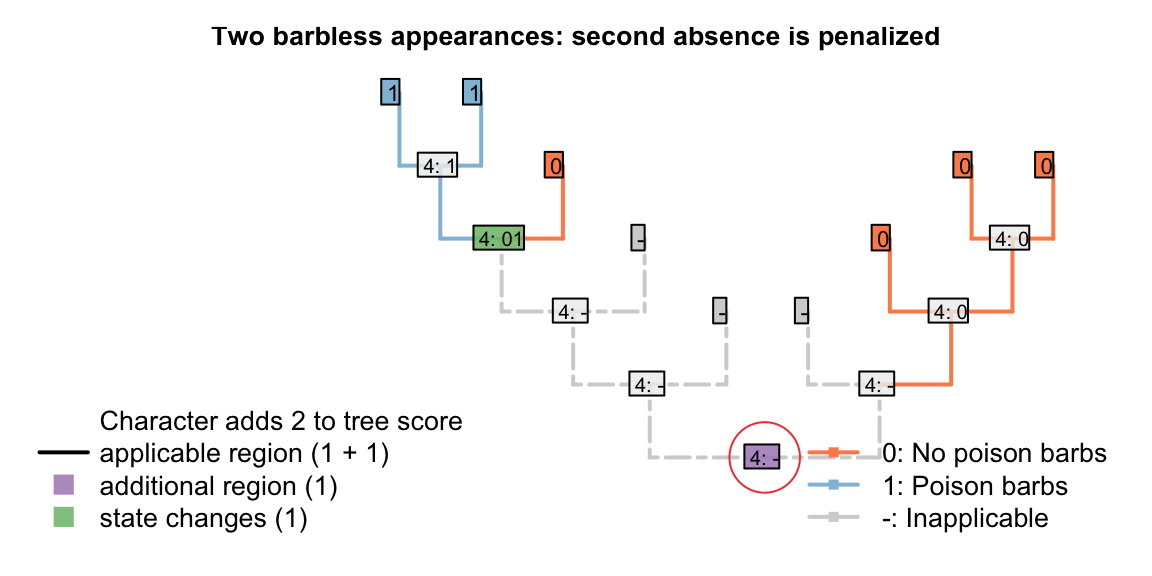 Two barbless appearances: second absence is penalized
1 1
4: 1 0 0 0
4: 01 - 0 4: 0
4: - - - 4: 0
4: - 4: -
4: -
Character adds 2 to tree score
applicable region (1 + 1)
additional region (1)
state changes (1)
0: No poison barbs
1: Poison barbs
-: Inapplicable